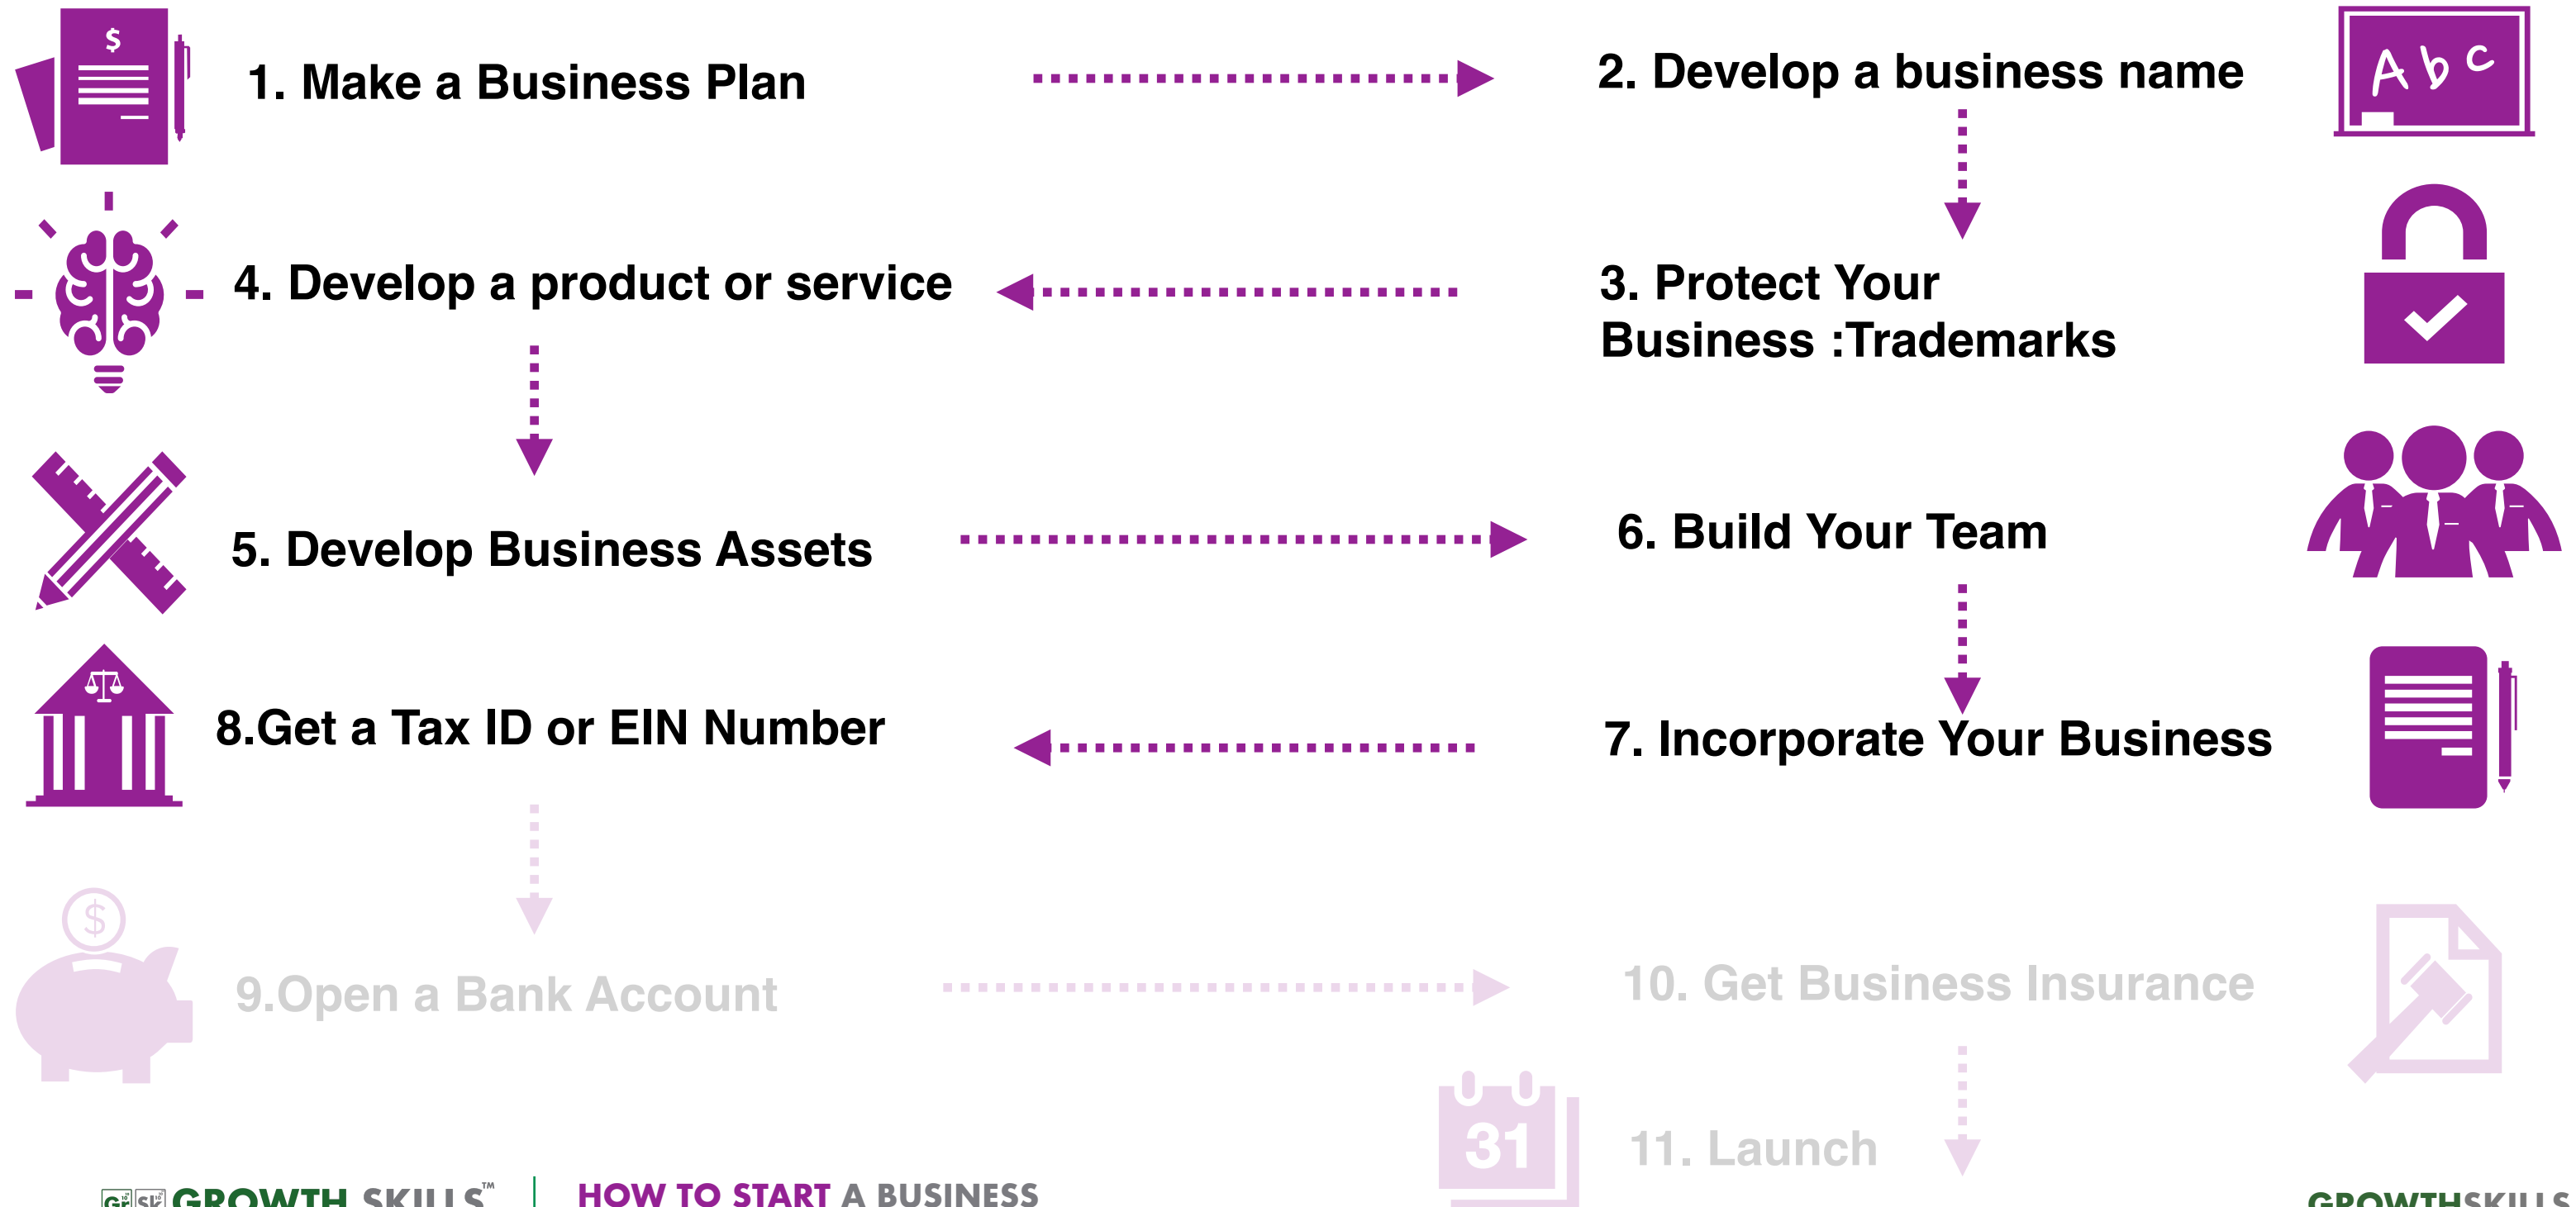 $
1. Make a Business Plan
2. Develop a business name
Abc
4. Develop a product or service
3. Protect Your
Business :Trademarks
5. Develop Business Assets
6. Build Your Team
8.Get a Tax ID or EIN Number
7. Incorporate Your Business
$
9.Open a Bank Account
10. Get Business Insurance
31
11. Launch
Gr Sk GROWTH SKILLS™
HOW TO START A BUSINESS
GROWTHSKILLS